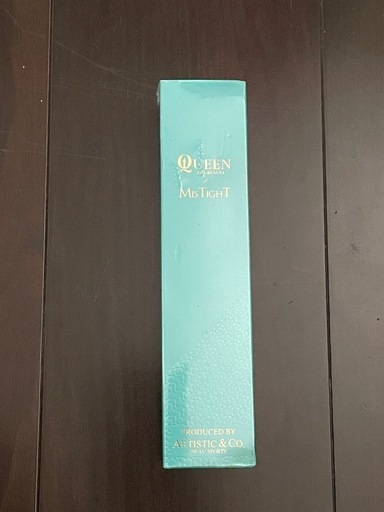 QUEEN
MISTIGHT
PRODUCED BY
ARTISTIC & CO.